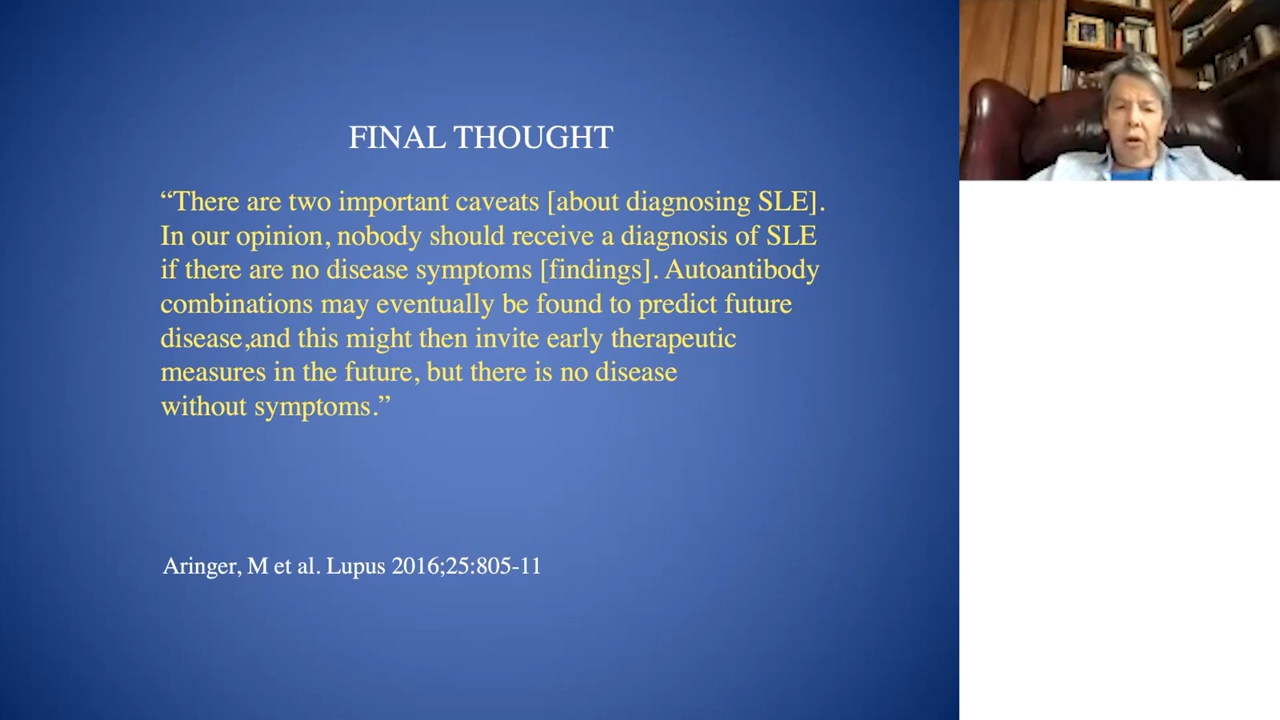 FINAL THOUGHT
“There are two important caveats [about diagnosing SLE].
In our opinion, nobody should receive a diagnosis of SLE
if there are no disease symptoms [findings]. Autoantibody
combinations may eventually be found to predict future
disease,and this might then invite early therapeutic
measures in the future, but there is no disease
without symptoms.”
Aringer, M et al. Lupus 2016;25:805-11